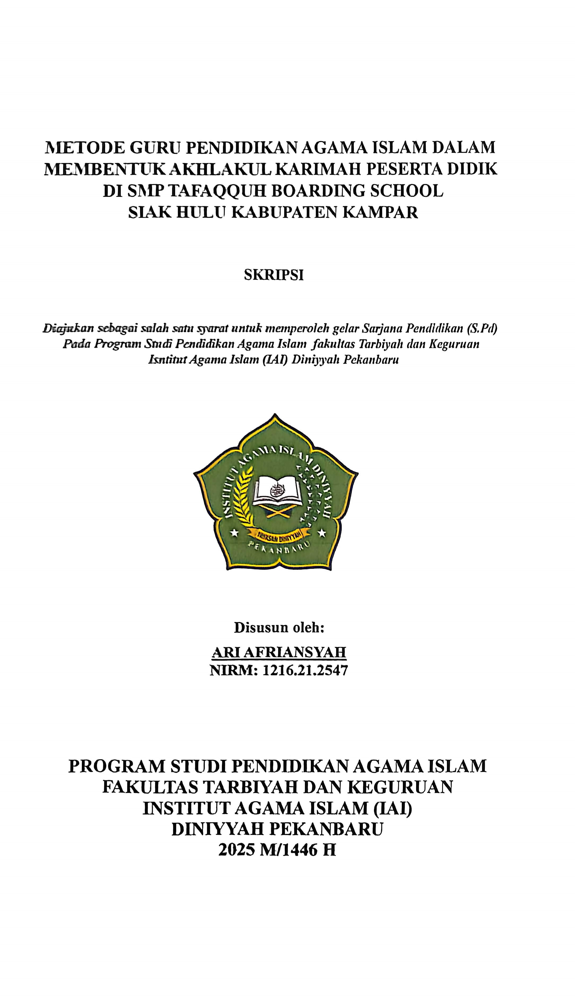 METODE GURU PENDIDIKAN AGAMA ISLAM DALAM
MEMBENTUK AKHLAKUL KARIMAH PESERTA DIDIK
DI SMP TAFAQQUH BOARDING SCHOOL
SIAK HULU KABUPATEN KAMPAR
SKRIPSI
Diajukan sebagai salah satu syarat untuk memperoleh gelar Sarjana Pendidikan (S.Pd)
Pada Program Studi Pendidikan Agama Islam fakultas Tarbiyah dan Keguruan
Isntitut Agama Islam (IAI) Diniyyah Pekanbaru
INSTITUT AGAMA ISLAM DINIYYAH
DINIYYAH
PEKANBARU
Disusun oleh:
ARI AFRIANSYAH
NIRM: 1216.21.2547
PROGRAM STUDI PENDIDIKAN AGAMA ISLAM
FAKULTAS TARBIYAH DAN KEGURUAN
INSTITUT AGAMA ISLAM (IAI)
DINIYYAH PEKANBARU
2025 M/1446 H